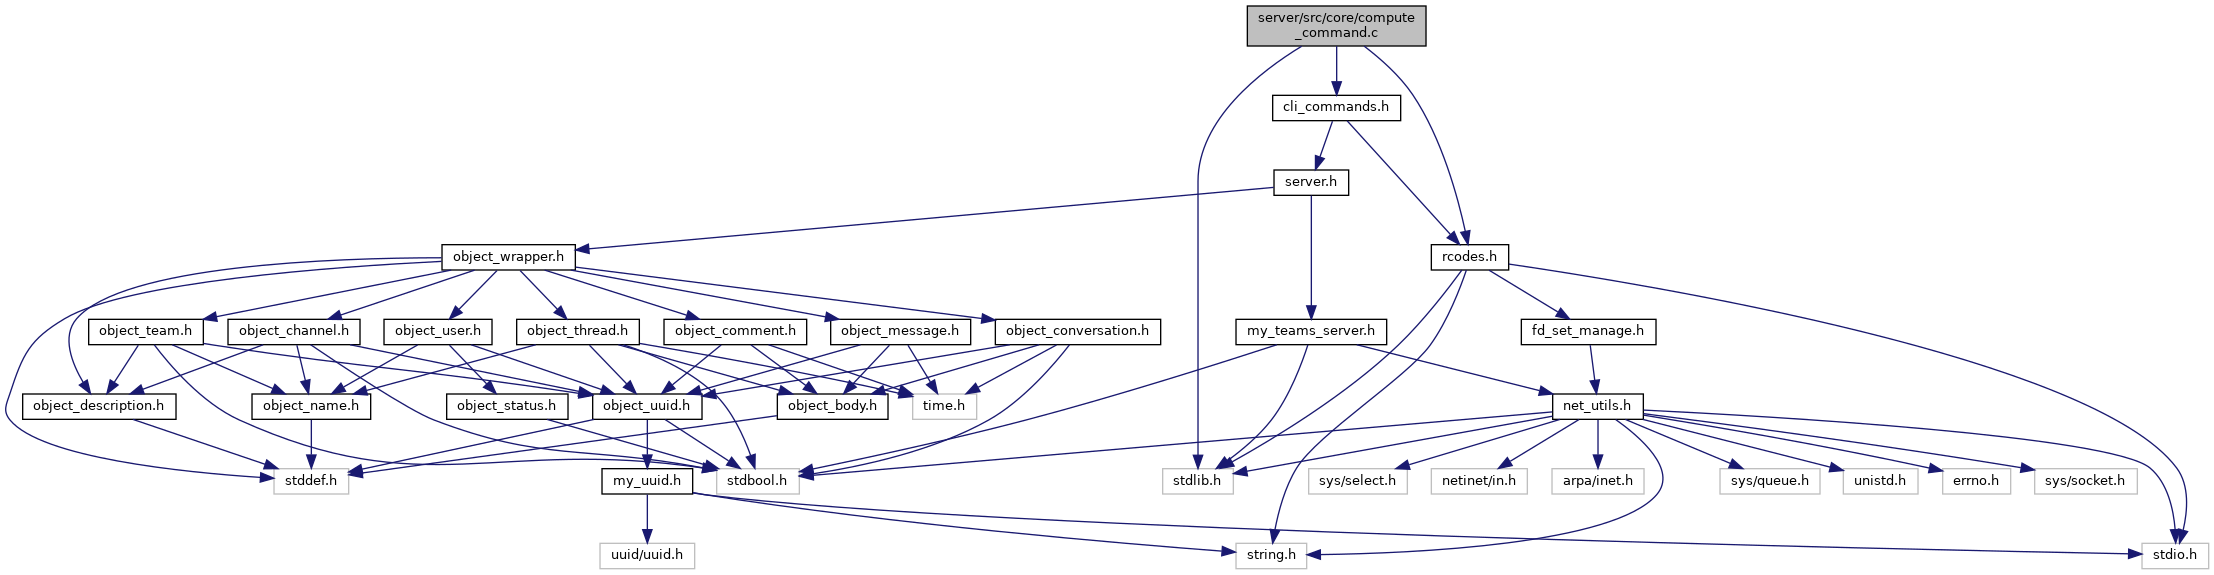 server/src/core/compute
_command.c
cli_commands.h
server.h
object_wrapper.h
rcodes.h
object_team.h
object_channel.h
object_user.h
object_thread.h
object_comment.h
object_message.h
object_conversation.h
my_teams_server.h
fd_set_manage.h
object_description.h
object_name.h
object_status.h
object_uuid.h
object_body.h
time.h
net_utils.h
stddef.h
my_uuid.h
stdbool.h
stdlib.h
sys/select.h
netinet/in.h
arpa/inet.h
sys/queue.h
unistd.h
errno.h
sys/socket.h
uuid/uuid.h
string.h
stdio.h